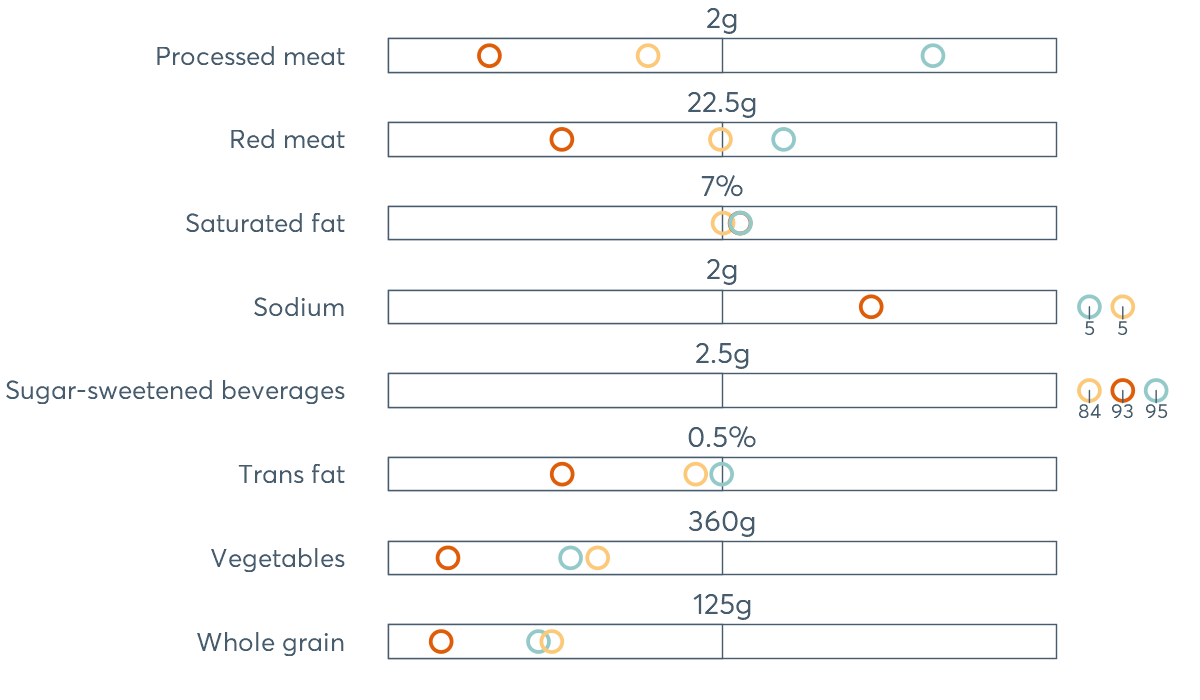 2g
Processed meat
22.5g
Red meat
7%
Saturated fat
2g
Sodium
5 5
2.5g
Sugar-sweetened beverages
84 93 95
0.5%
Trans fat
360g
Vegetables
125g
Whole grain